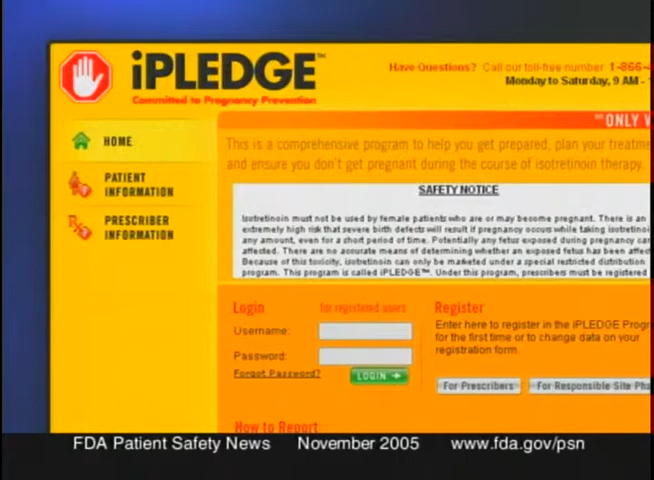 iPLEDGE™
Committed to Pregnancy Prevention
Have Questions? Call our toll-free number 1-866-
Monday to Saturday, 9 AM -
"ONLY
HOME
PATIENT
INFORMATION
PRESCRIBER
INFORMATION
This is a comprehensive program to help you get prepared, plan your treatme
and ensure you don't get pregnant during the course of isotretinoin therapy.
SAFETY NOTICE
Isotretinoin must not be used by female patients who are or may become pregnant. There is an
extremely high risk that severe birth defects will result if pregnancy occurs while taking isotretinoi
any amount, even for a short period of time. Potentially any fetus exposed during pregnancy ca
affected. There are no accurate means of determining whether an exposed fetus has been affec
Because of this toxicity, isotretinoin can only be marketed under a special restricted distribution
program. This program is called iPLEDGE™. Under this program, prescribers must be registered
Login for registered users
Username:
Password:
Forgot Password?
LOGIN
Register
Enter here to register in the iPLEDGE Progr
for the first time or to change data on your
registration form.
For Prescribers
For Responsible Site Pha
How to Report
FDA Patient Safety News November 2005 www.fda.gov/psn